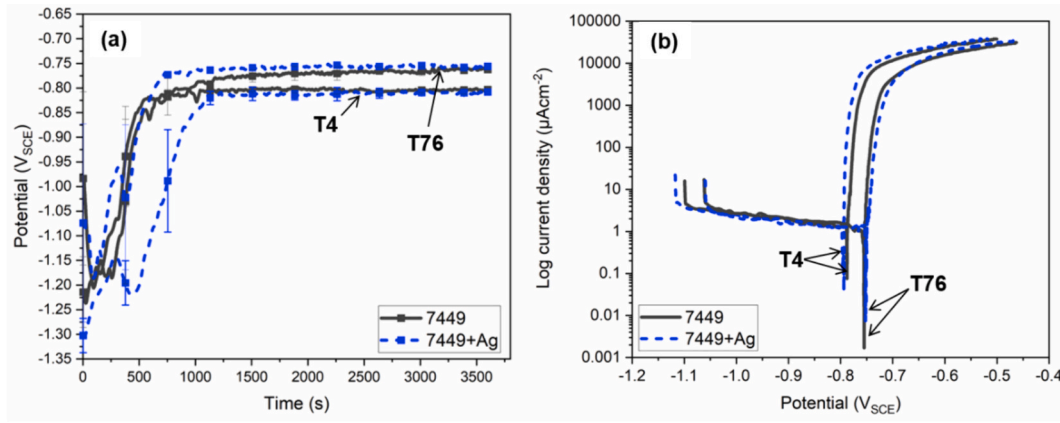 (a)
-0.65
-0.70
-0.75
-0.80
-0.85
-0.90
-0.95
-1.00
-1.05
-1.10
-1.15
-1.20
-1.25
-1.30
-1.35
Potential (VSCE)
T4
T76
7449
7449+Ag
0 500 1000 1500 2000 2500 3000 3500
Time (s)
(b)
100000
10000
1000
100
10
1
0.1
0.01
0.001
Log current density (µAcm-2)
T4
T76
7449
7449+Ag
-1.2 -1.1 -1.0 -0.9 -0.8 -0.7 -0.6 -0.5 -0.4
Potential (VSCE)